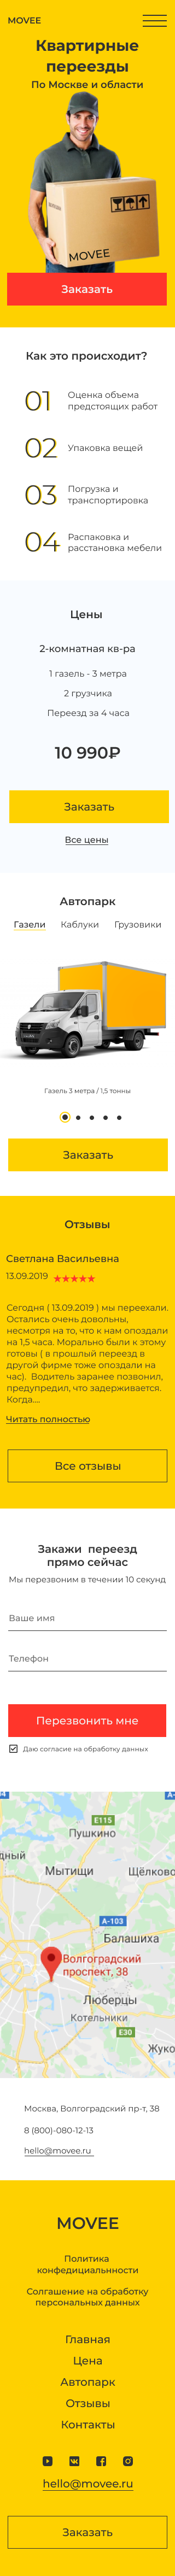 MOVEE
Квартирные
переезды
По Москве и области
MOVEE
Заказать
Как это происходит?
01 Оценка объема
предстоящих работ
02 Упаковка вещей
03 Погрузка и
транспортировка
04 Распаковка и
расстановка мебели
Цены
2-комнатная кв-ра
1 газель - 3 метра
2 грузчика
Переезд за 4 часа
10 990₽
Заказать
Все цены
Автопарк
Газели Каблуки Грузовики
Газель 3 метра / 1,5 тонны
Заказать
Отзывы
Светлана Васильевна
13.09.2019
Сегодня ( 13.09.2019 ) мы переехали.
Остались очень довольны,
несмотря на то, что к нам опоздали
на 1,5 часа. Морально были к этому
готовы ( в прошлый переезд в
другой фирме тоже опоздали на
час). Водитель заранее позвонил,
предупредил, что задерживается.
Когда....
Читать полностью
Все отзывы
Закажи переезд
прямо сейчас
Мы перезвоним в течении 10 секунд
Ваше имя
Телефон
Перезвонить мне
Даю согласие на обработку данных
E115
Пушкино
Мытищи
Щёлково
A-103
Балашиха
Волгоградский
проспект, 38
Люберцы
Котельники
E30
Жуко
Москва, Волгоградский пр-т, 38
8 (800)-080-12-13
hello@movee.ru
MOVEE
Политика
конфедициальнности
Солгашение на обработку
персональных данных
Главная
Цена
Автопарк
Отзывы
Контакты
hello@movee.ru
Заказать